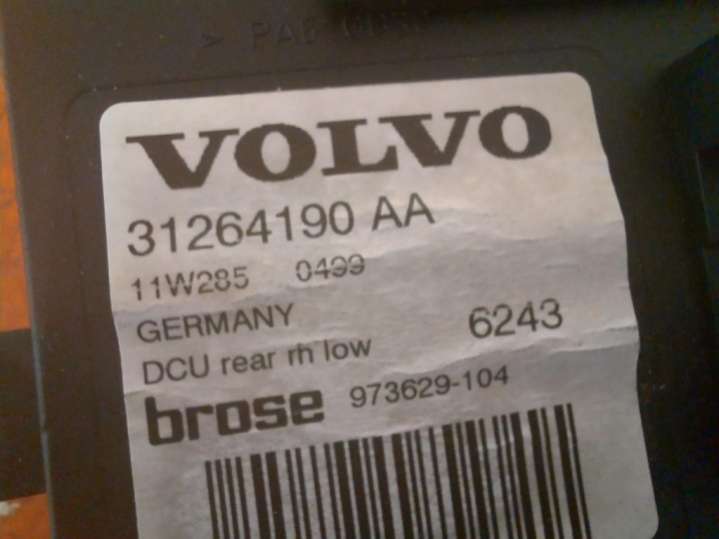 VOLVO
31264190 AA
11W285 0499
GERMANY 6243
DCU rear rh low
brose 973629-104